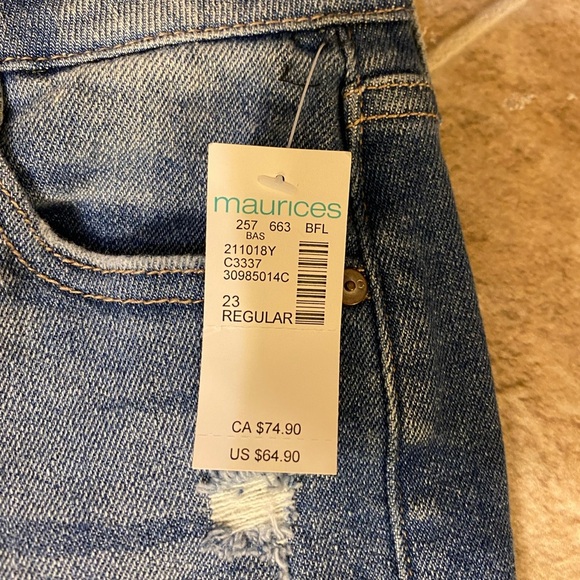 maurices
257 663 BFL
BAS
211018Y
C3337
30985014C
23
REGULAR
CA $74.90
US $64.90